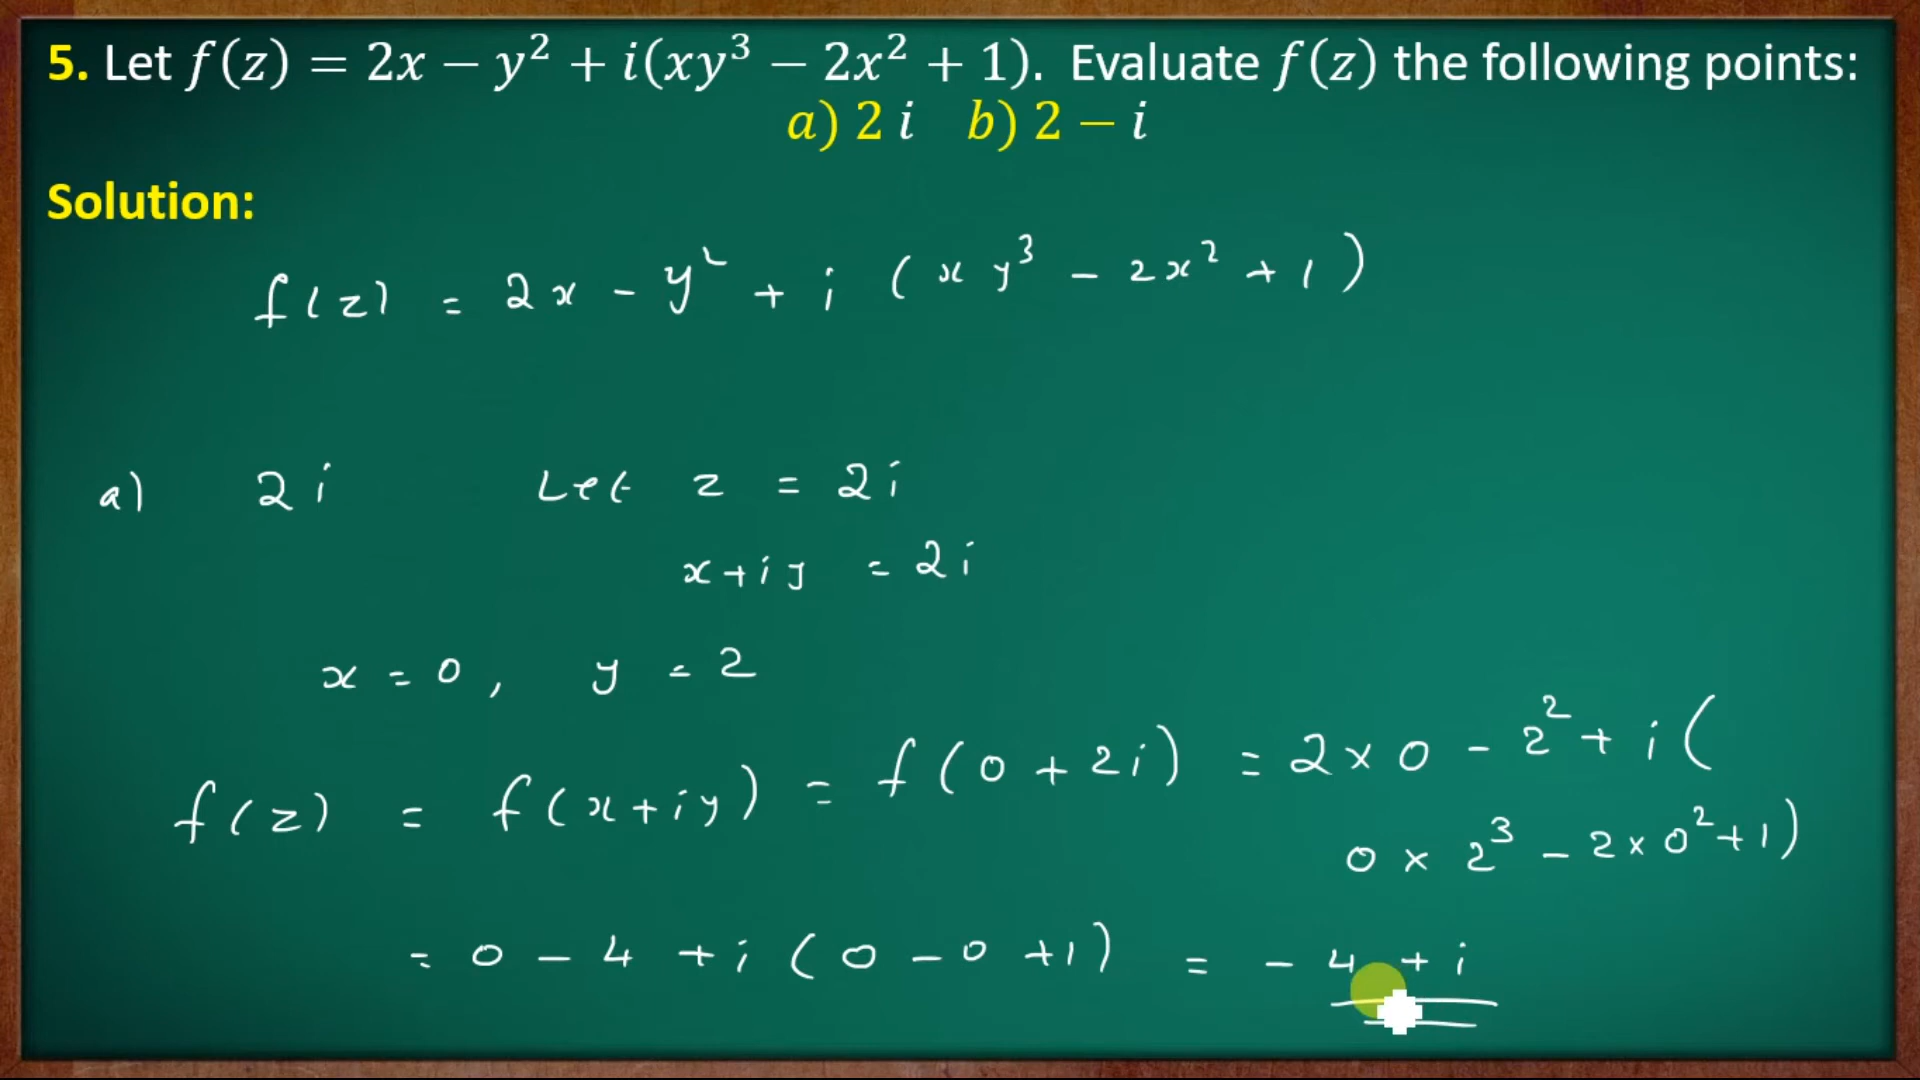 5. Let f(z) = 2x − y² + i(xy³ − 2x² + 1). Evaluate f(z) the following points:
a) 2 i b) 2 − i
Solution:
f(z) = 2x − y² + i (xy³ − 2x² + 1)
a) 2i Let z = 2i
x+iy = 2i
x = 0, y = 2
f(z) = f(x+iy) = f(0 + 2i) = 2 × 0 − 2² + i (
0 × 2³ − 2 × 0² + 1)
= 0 − 4 + i (0 − 0 + 1) = − 4 + i